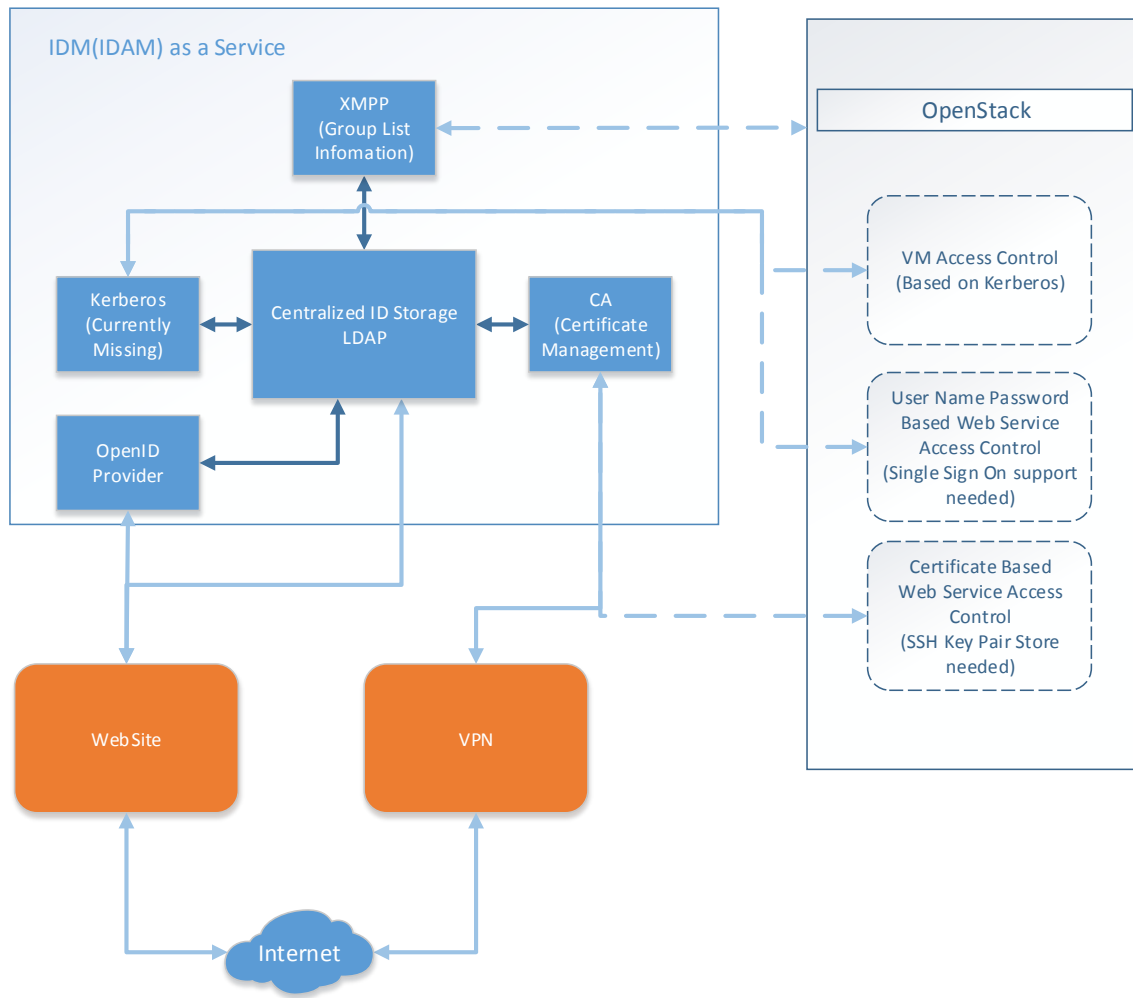 IDM(IDAM) as a Service
XMPP
(Group List
Infomation)
OpenStack
VM Access Control
(Based on Kerberos)
Kerberos
(Currently
Missing)
Centralized ID Storage
LDAP
CA
(Certificate
Management)
User Name Password
Based Web Service
Access Control
(Single Sign On support
needed)
OpenID
Provider
Certificate Based
Web Service Access
Control
(SSH Key Pair Store
needed)
WebSite
VPN
Internet